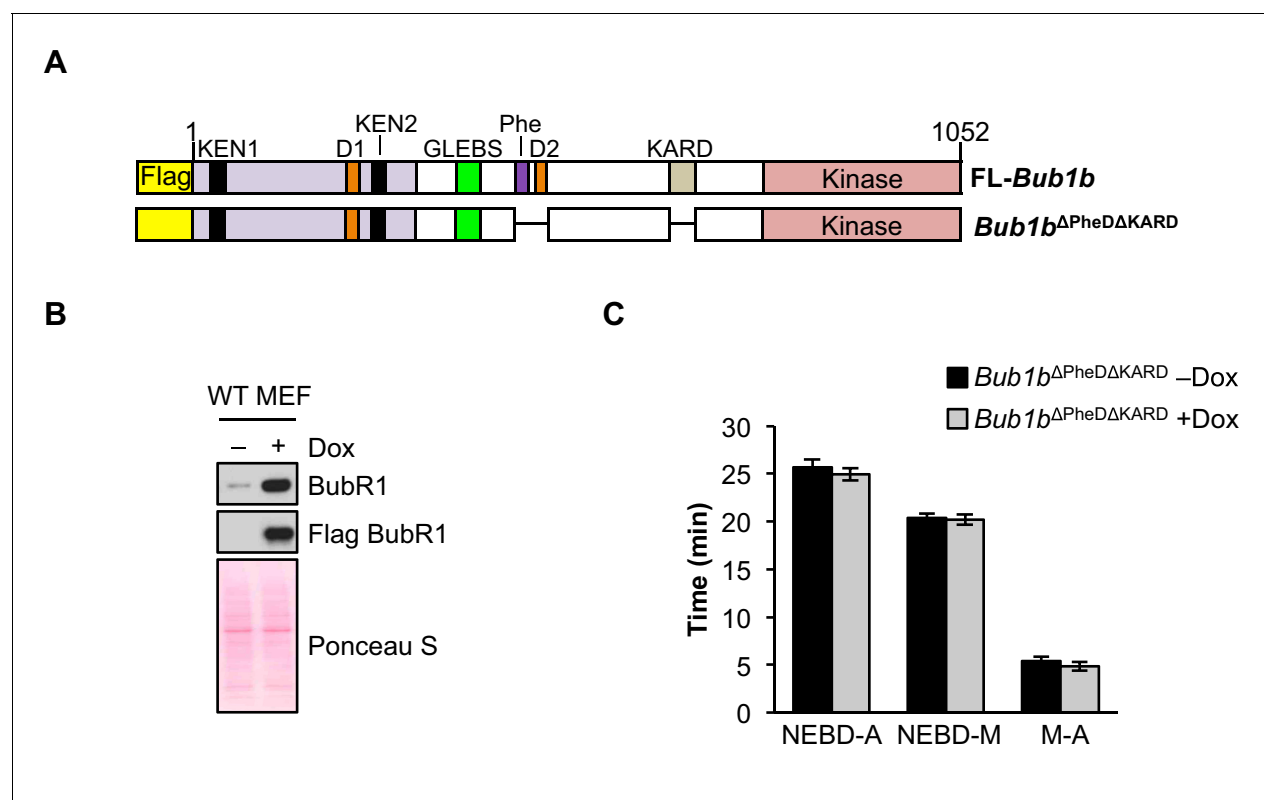 A
1 KEN1 D1 KEN2 GLEBS Phe D2 KARD 1052
Flag Kinase FL-Bub1b
Kinase Bub1b^ΔPheDΔKARD
B
WT MEF
– + Dox
BubR1
Flag BubR1
Ponceau S
C
Bub1b^ΔPheDΔKARD –Dox
Bub1b^ΔPheDΔKARD +Dox
Time (min)
30
25
20
15
10
5
0
NEBD-A NEBD-M M-A